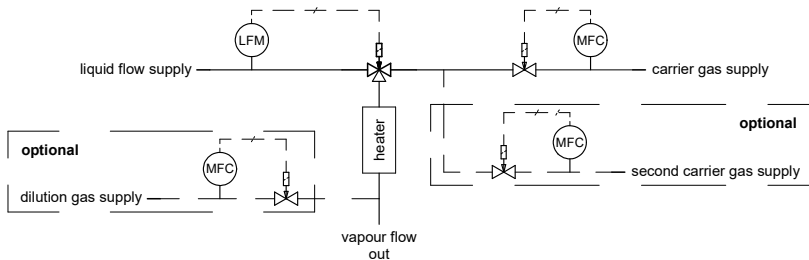 LFM
MFC
liquid flow supply
carrier gas supply
optional
MFC
second carrier gas supply
heater
optional
MFC
dilution gas supply
vapour flow
out